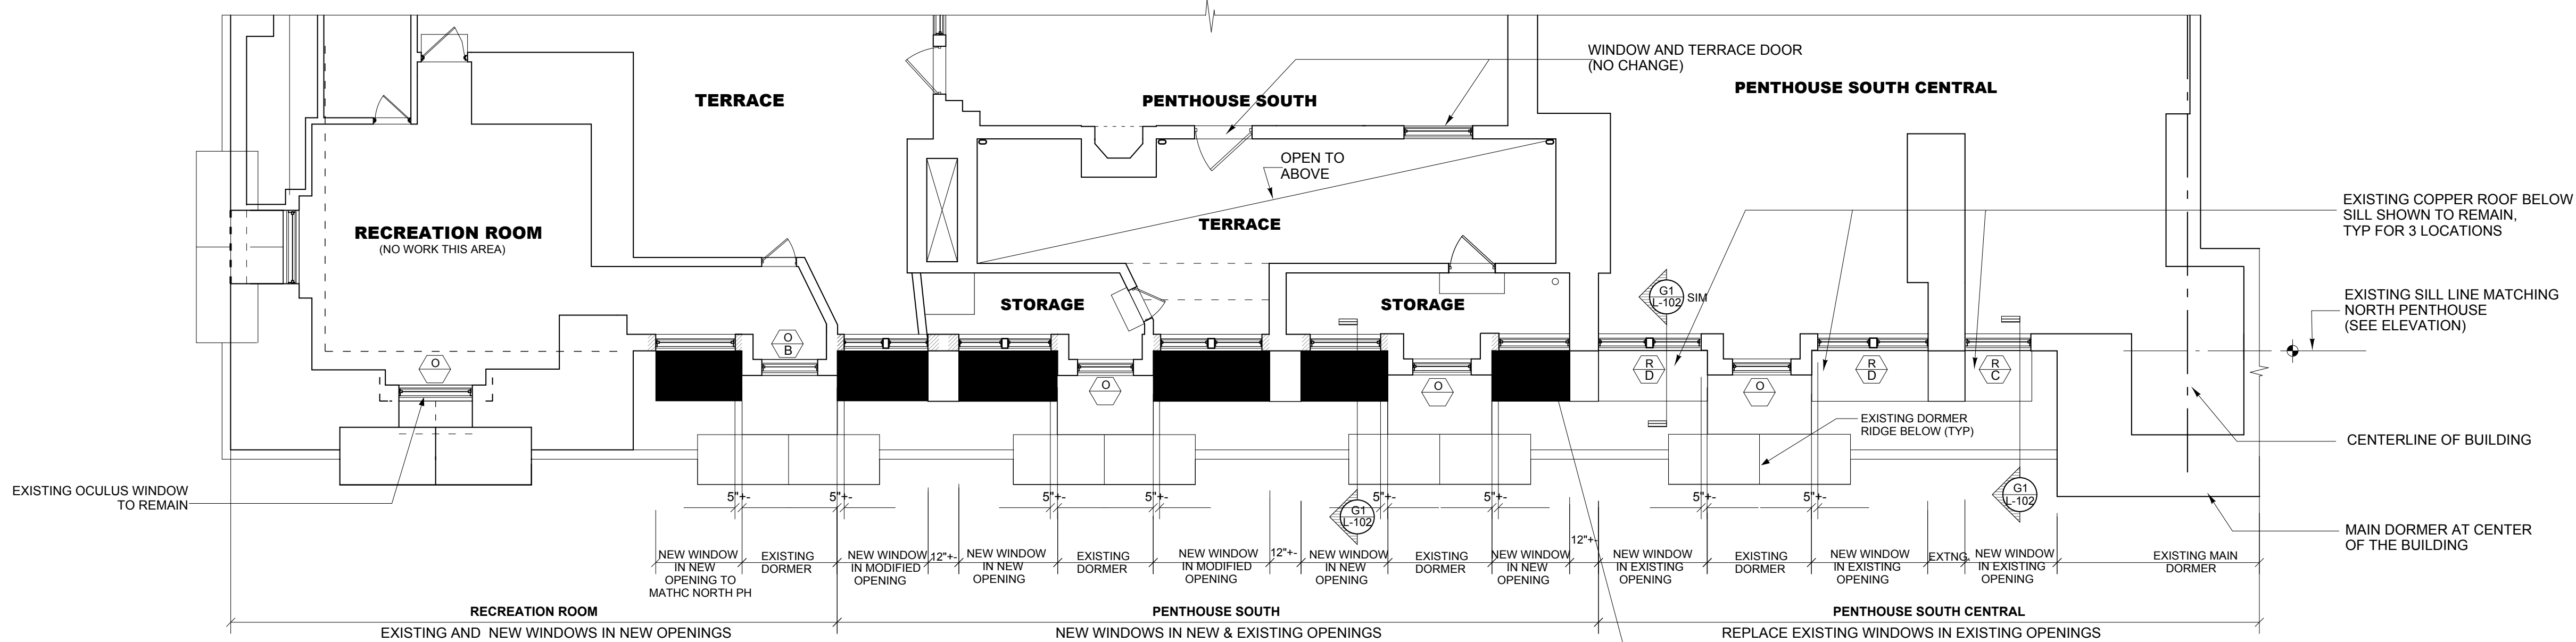 WINDOW AND TERRACE DOOR
(NO CHANGE)
TERRACE
PENTHOUSE SOUTH
PENTHOUSE SOUTH CENTRAL
OPEN TO
ABOVE
EXISTING COPPER ROOF BELOW
SILL SHOWN TO REMAIN,
TYP FOR 3 LOCATIONS
RECREATION ROOM
(NO WORK THIS AREA)
TERRACE
STORAGE
STORAGE
G1
L-102
SIM
EXISTING SILL LINE MATCHING
NORTH PENTHOUSE
(SEE ELEVATION)
O
B
O
O
O
R
D
O
R
D
R
C
EXISTING DORMER
RIDGE BELOW (TYP)
CENTERLINE OF BUILDING
EXISTING OCULUS WINDOW
TO REMAIN
5"+-
5"+-
5"+-
5"+-
5"+-
5"+-
5"+-
5"+-
G1
L-102
G1
L-102
MAIN DORMER AT CENTER
OF THE BUILDING
NEW WINDOW
IN NEW
OPENING TO
MATHC NORTH PH
EXISTING
DORMER
NEW WINDOW
IN MODIFIED
OPENING
12"+-
NEW WINDOW
IN NEW
OPENING
EXISTING
DORMER
NEW WINDOW
IN MODIFIED
OPENING
12"+-
NEW WINDOW
IN NEW
OPENING
EXISTING
DORMER
NEW WINDOW
IN NEW
OPENING
12"+-
NEW WINDOW
IN EXISTING
OPENING
EXISTING
DORMER
NEW WINDOW
IN EXISTING
OPENING
EXTNG.
NEW WINDOW
IN EXISTING
OPENING
EXISTING MAIN
DORMER
RECREATION ROOM
EXISTING AND NEW WINDOWS IN NEW OPENINGS
PENTHOUSE SOUTH
NEW WINDOWS IN NEW & EXISTING OPENINGS
PENTHOUSE SOUTH CENTRAL
REPLACE EXISTING WINDOWS IN EXISTING OPENINGS